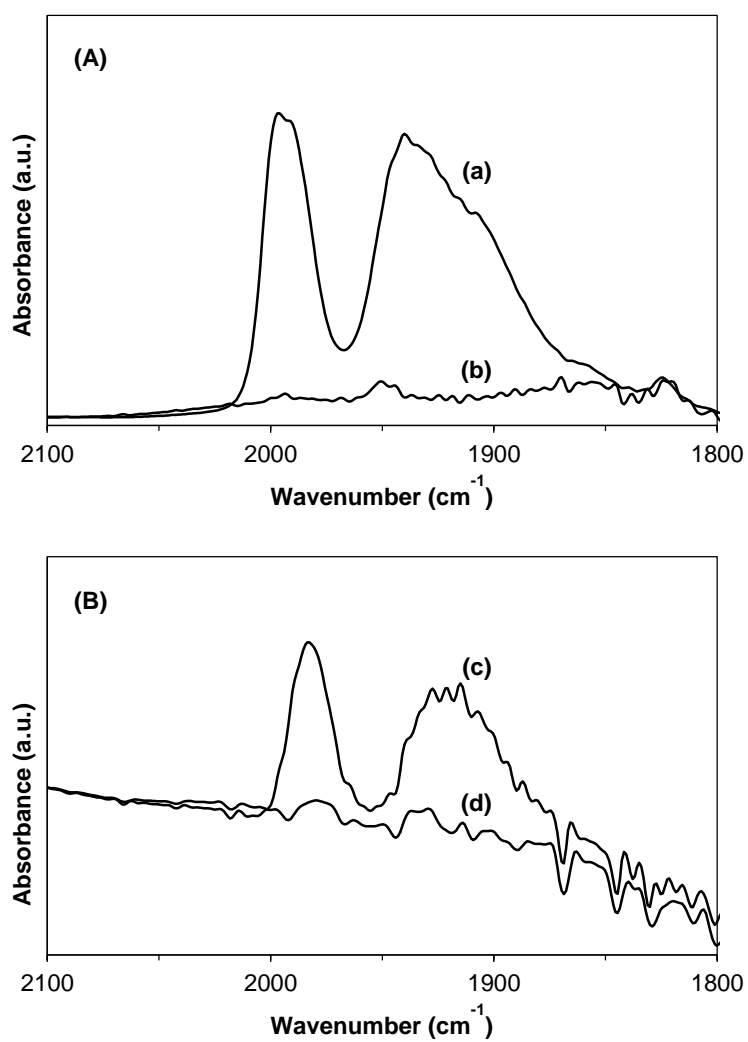 (A)
(a)
(b)
Absorbance (a.u.)
2100 2000 1900 1800
Wavenumber (cm⁻¹)
(B)
(c)
(d)
Absorbance (a.u.)
2100 2000 1900 1800
Wavenumber (cm⁻¹)